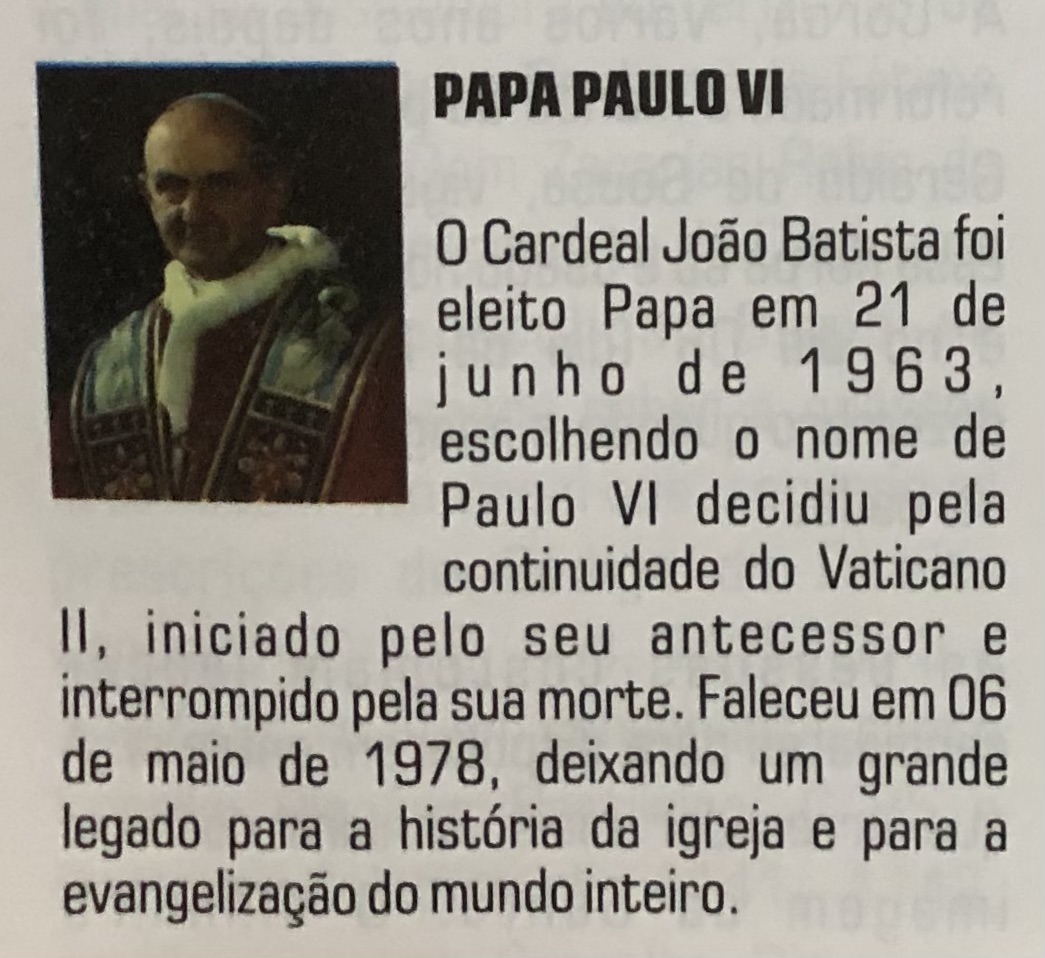 PAPA PAULO VI
O Cardeal João Batista foi
eleito Papa em 21 de
junho de 1963,
escolhendo o nome de
Paulo VI decidiu pela
continuidade do Vaticano
II, iniciado pelo seu antecessor e
interrompido pela sua morte. Faleceu em 06
de maio de 1978, deixando um grande
legado para a história da igreja e para a
evangelização do mundo inteiro.